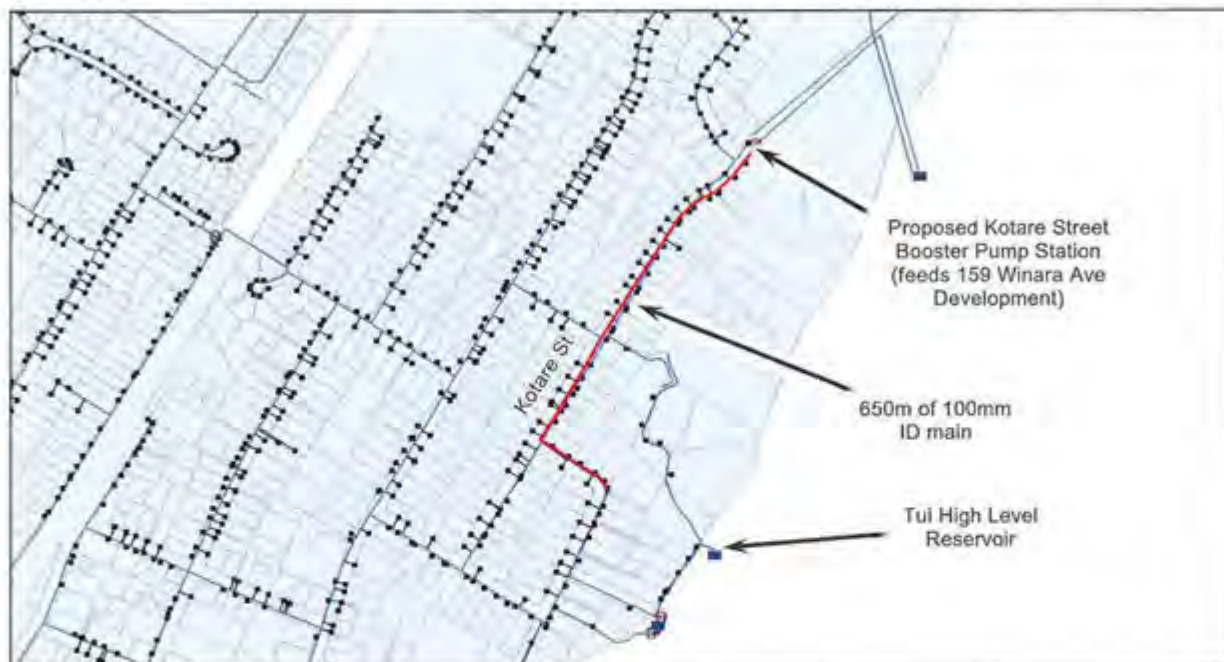 Proposed Kotare Street
Booster Pump Station
(feeds 159 Winara Ave
Development)
Kotare St
650m of 100mm
ID main
Tui High Level
Reservoir